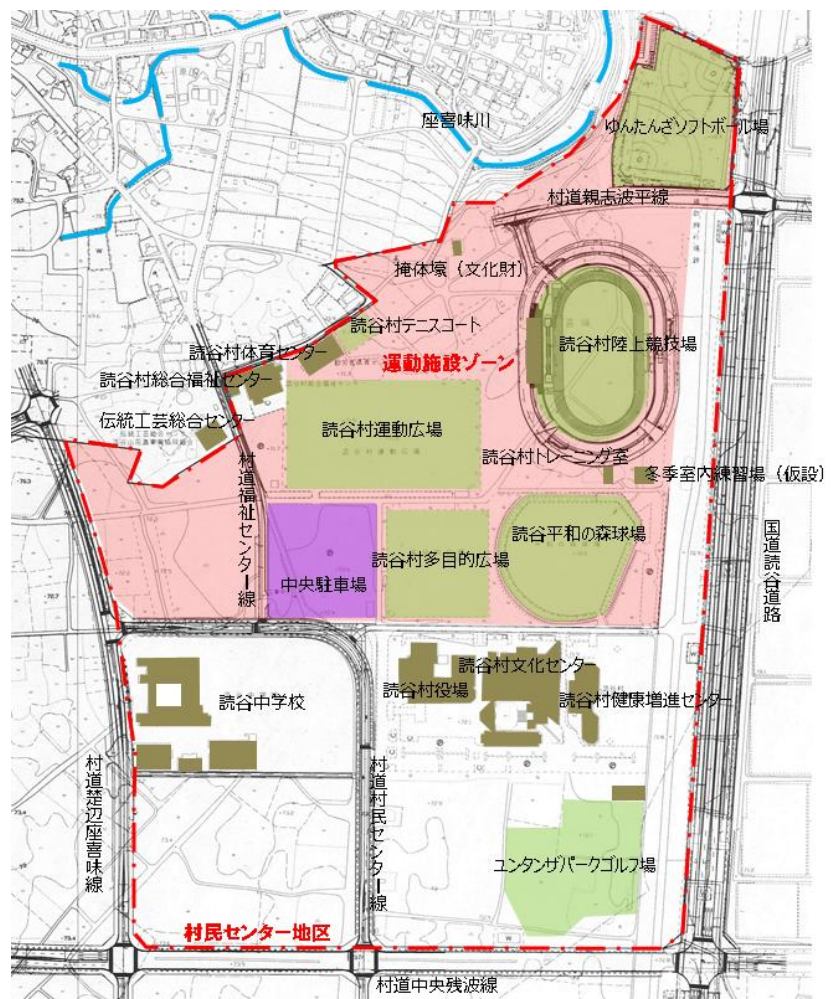 座喜味川
ゆんたんざソフトボール場
村道親志波平線
掩体壕（文化財）
読谷村テニスコート
読谷村陸上競技場
読谷村体育センター
運動施設ゾーン
読谷村総合福祉センター
伝統工芸総合センター
読谷村運動広場
読谷村トレーニング室
冬季室内練習場（仮設）
村道福祉センター線
読谷平和の森球場
国道読谷道路
読谷村多目的広場
中央駐車場
読谷村文化センター
読谷村役場
読谷村健康増進センター
読谷中学校
村道楚辺座喜味線
村道村民センター線
ユンタンザパークゴルフ場
村民センター地区
村道中央残波線